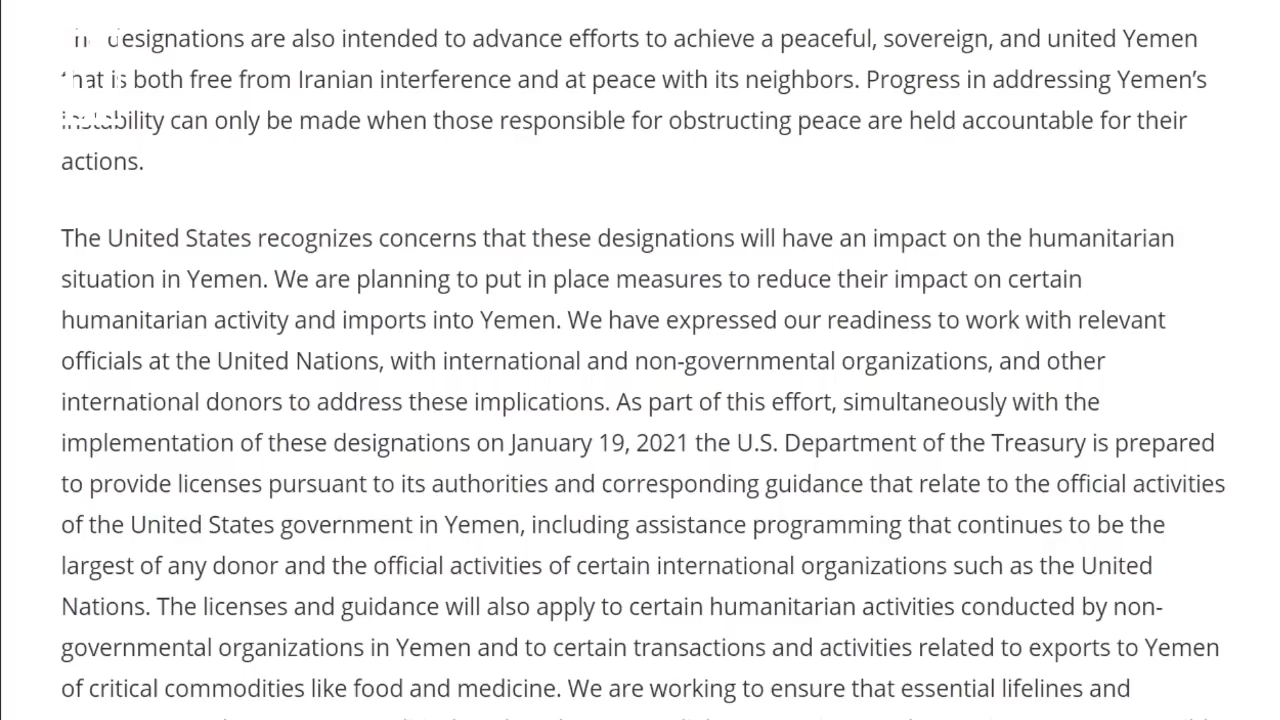 designations are also intended to advance efforts to achieve a peaceful, sovereign, and united Yemen
that is both free from Iranian interference and at peace with its neighbors. Progress in addressing Yemen’s
instability can only be made when those responsible for obstructing peace are held accountable for their
actions.
The United States recognizes concerns that these designations will have an impact on the humanitarian
situation in Yemen. We are planning to put in place measures to reduce their impact on certain
humanitarian activity and imports into Yemen. We have expressed our readiness to work with relevant
officials at the United Nations, with international and non-governmental organizations, and other
international donors to address these implications. As part of this effort, simultaneously with the
implementation of these designations on January 19, 2021 the U.S. Department of the Treasury is prepared
to provide licenses pursuant to its authorities and corresponding guidance that relate to the official activities
of the United States government in Yemen, including assistance programming that continues to be the
largest of any donor and the official activities of certain international organizations such as the United
Nations. The licenses and guidance will also apply to certain humanitarian activities conducted by non-
governmental organizations in Yemen and to certain transactions and activities related to exports to Yemen
of critical commodities like food and medicine. We are working to ensure that essential lifelines and